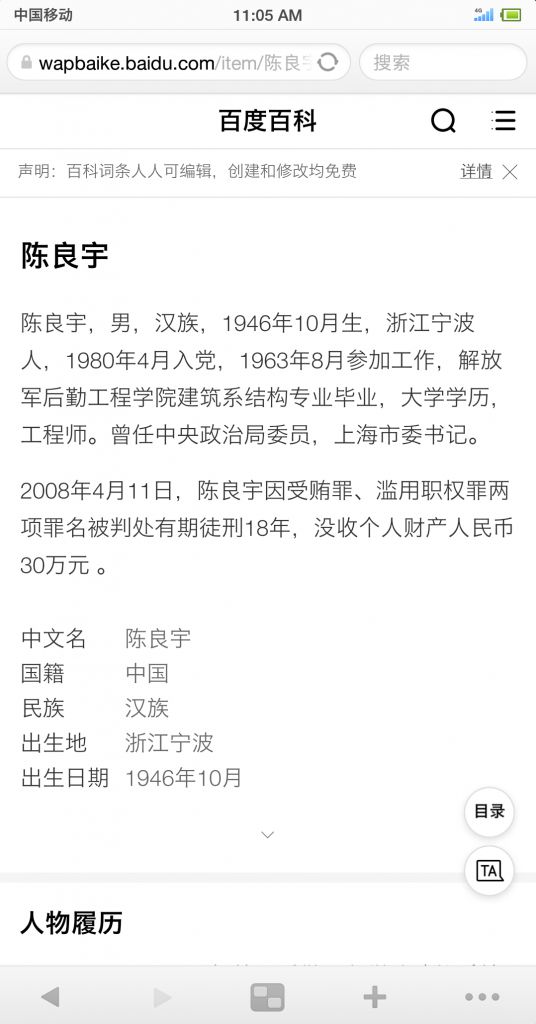 中国移动
11:05 AM
4G
wapbaike.baidu.com/item/陈良
搜索
百度百科
声明：百科词条人人可编辑，创建和修改均免费
详情
陈良宇
陈良宇，男，汉族，1946年10月生，浙江宁波
人，1980年4月入党，1963年8月参加工作，解放
军后勤工程学院建筑系结构专业毕业，大学学历，
工程师。曾任中央政治局委员，上海市委书记。
2008年4月11日，陈良宇因受贿罪、滥用职权罪两
项罪名被判处有期徒刑18年，没收个人财产人民币
30万元 。
中文名 陈良宇
国籍 中国
民族 汉族
出生地 浙江宁波
出生日期 1946年10月
目录
TA
人物履历